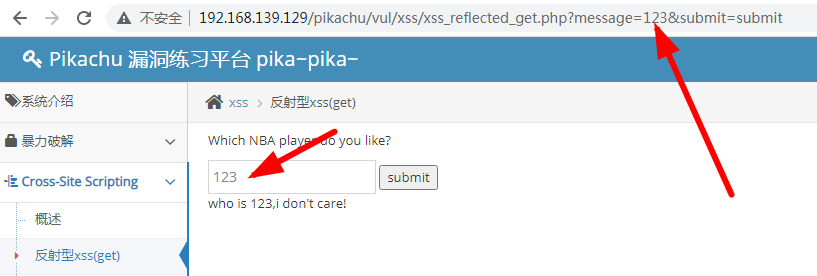 不安全 192.168.139.129/pikachu/vul/xss/xss_reflected_get.php?message=123&submit=submit
Pikachu 漏洞练习平台 pika~pika~
系统介绍
暴力破解
Cross-Site Scripting
概述
反射型xss(get)
xss > 反射型xss(get)
Which NBA player do you like?
123 submit
who is 123,i don't care!